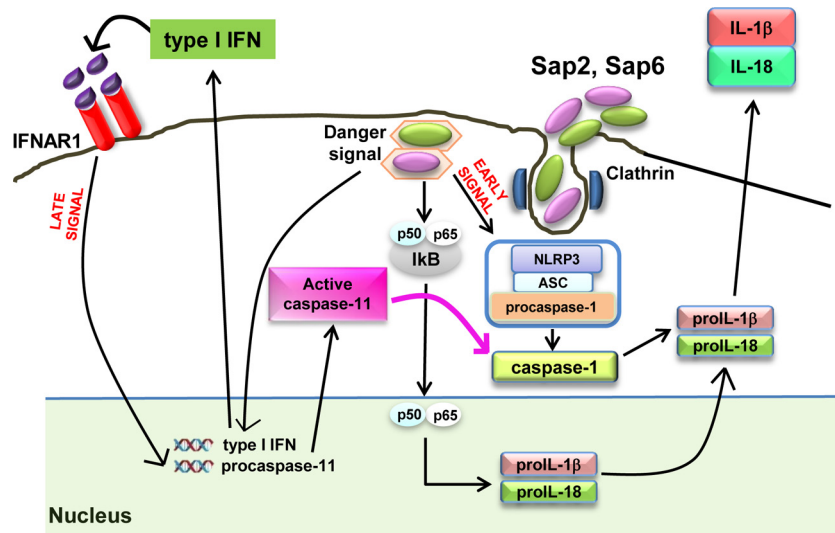 type I IFN
IL-1β
IL-18
Sap2, Sap6
IFNAR1
Danger
signal
LATE
SIGNAL
EARLY
SIGNAL
Clathrin
p50 p65
IkB
NLRP3
ASC
procaspase-1
Active
caspase-11
caspase-1
proIL-1β
proIL-18
p50 p65
type I IFN
procaspase-11
proIL-1β
proIL-18
Nucleus